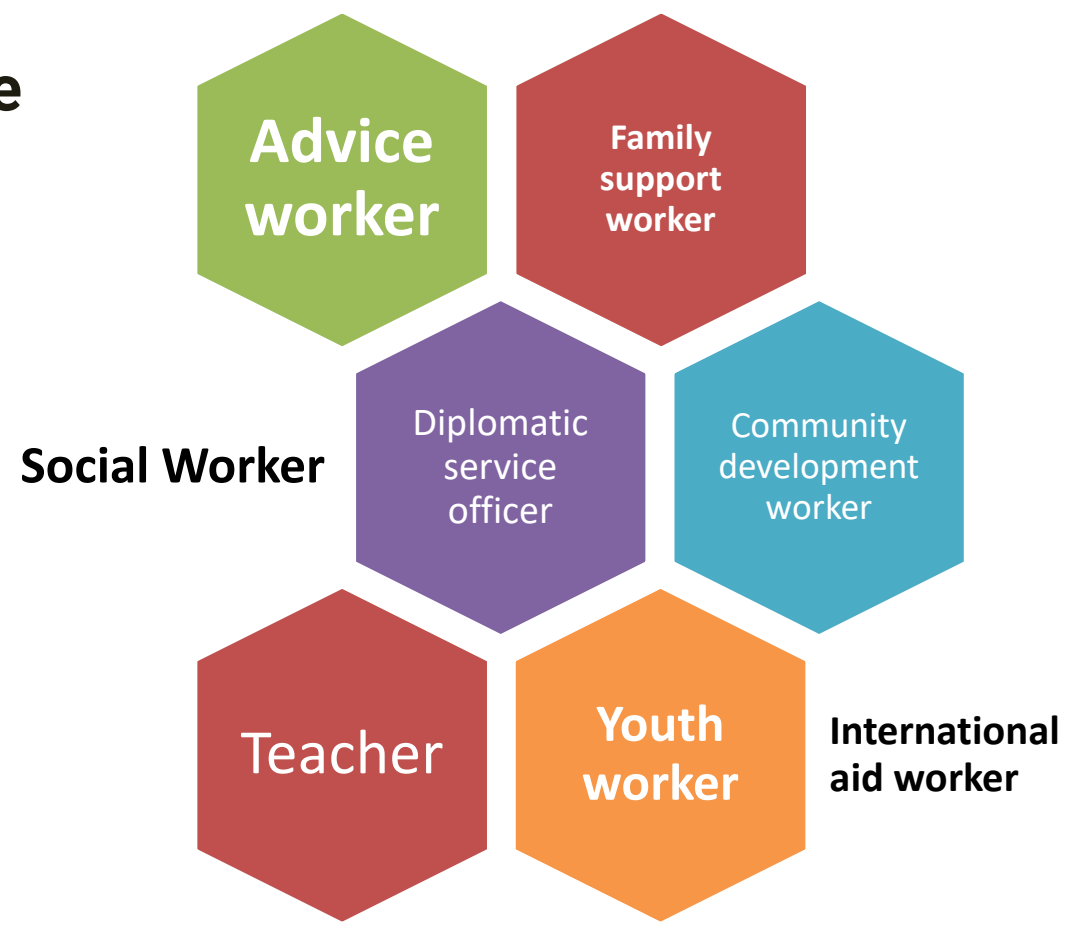 Advice
worker
Family
support
worker
Social Worker
Diplomatic
service
officer
Community
development
worker
Teacher
Youth
worker
International
aid worker